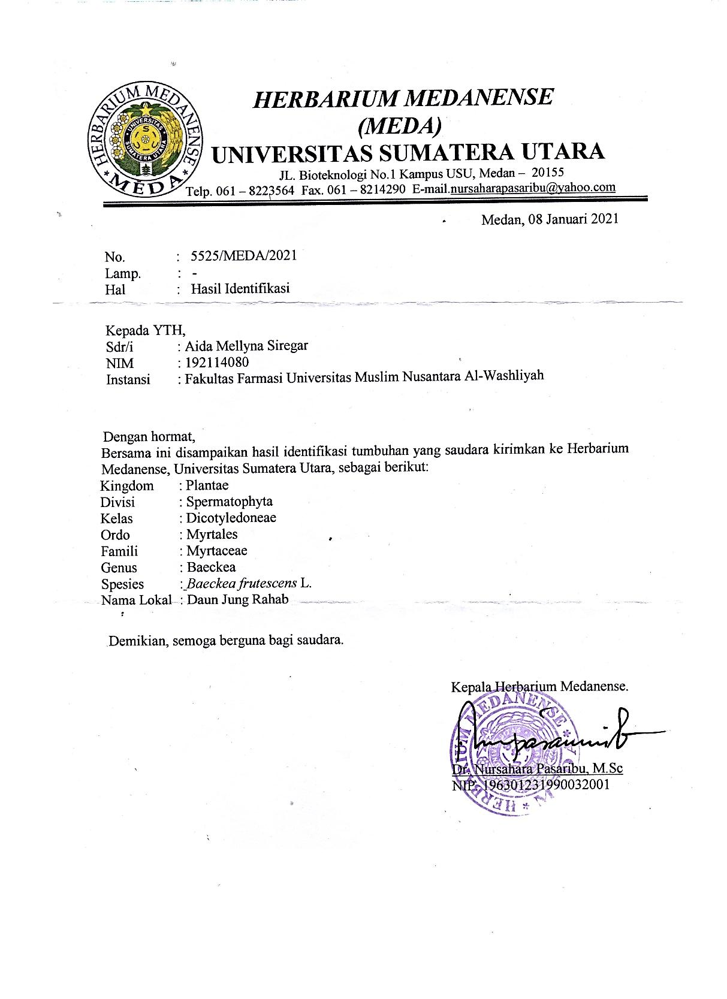 HERBARIUM MEDANENSE
* MEDA *
UNIVERSITAS
SUMATERA UTARA
HERBARIUM MEDANENSE
(MEDA)
UNIVERSITAS SUMATERA UTARA
JL. Bioteknologi No.1 Kampus USU, Medan – 20155
Telp. 061 – 8223564 Fax. 061 – 8214290 E-mail.nursaharapasaribu@yahoo.com
Medan, 08 Januari 2021
No. : 5525/MEDA/2021
Lamp. : -
Hal : Hasil Identifikasi
Kepada YTH,
Sdr/i : Aida Mellyna Siregar
NIM : 192114080
Instansi : Fakultas Farmasi Universitas Muslim Nusantara Al-Washliyah
Dengan hormat,
Bersama ini disampaikan hasil identifikasi tumbuhan yang saudara kirimkan ke Herbarium
Medanense, Universitas Sumatera Utara, sebagai berikut:
Kingdom : Plantae
Divisi : Spermatophyta
Kelas : Dicotyledoneae
Ordo : Myrtales
Famili : Myrtaceae
Genus : Baeckea
Spesies : Baeckea frutescens L.
Nama Lokal : Daun Jung Rahab
Demikian, semoga berguna bagi saudara.
Kepala Herbarium Medanense.
HERBARIUM MEDANENSE
Dr. Nursahara Pasaribu, M.Sc
NIP. 196301231990032001